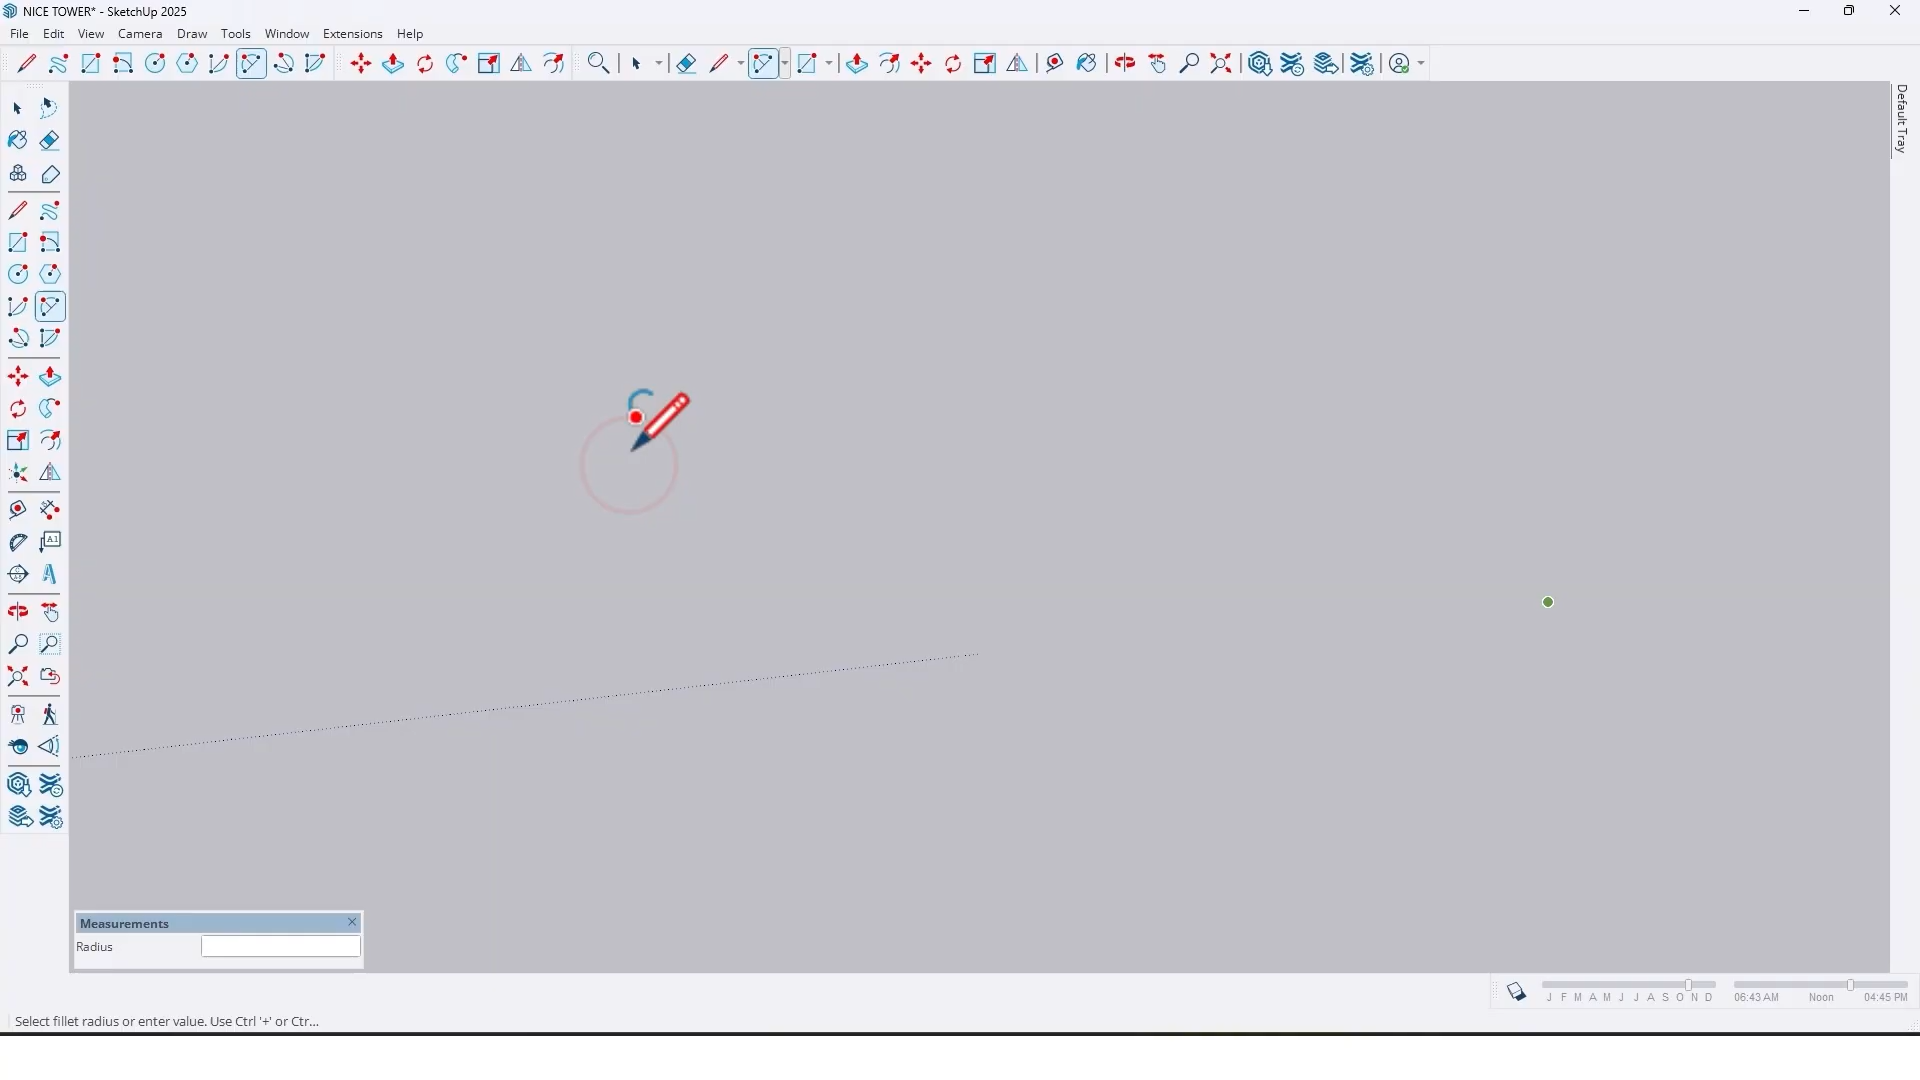 NICE TOWER* - SketchUp 2025
File Edit View Camera Draw Tools Window Extensions Help
Default Tray
A1
Measurements
Radius
J F M A M J J A S O N D
06:43 AM Noon 04:45 PM
Select fillet radius or enter value. Use Ctrl '+' or Ctr...